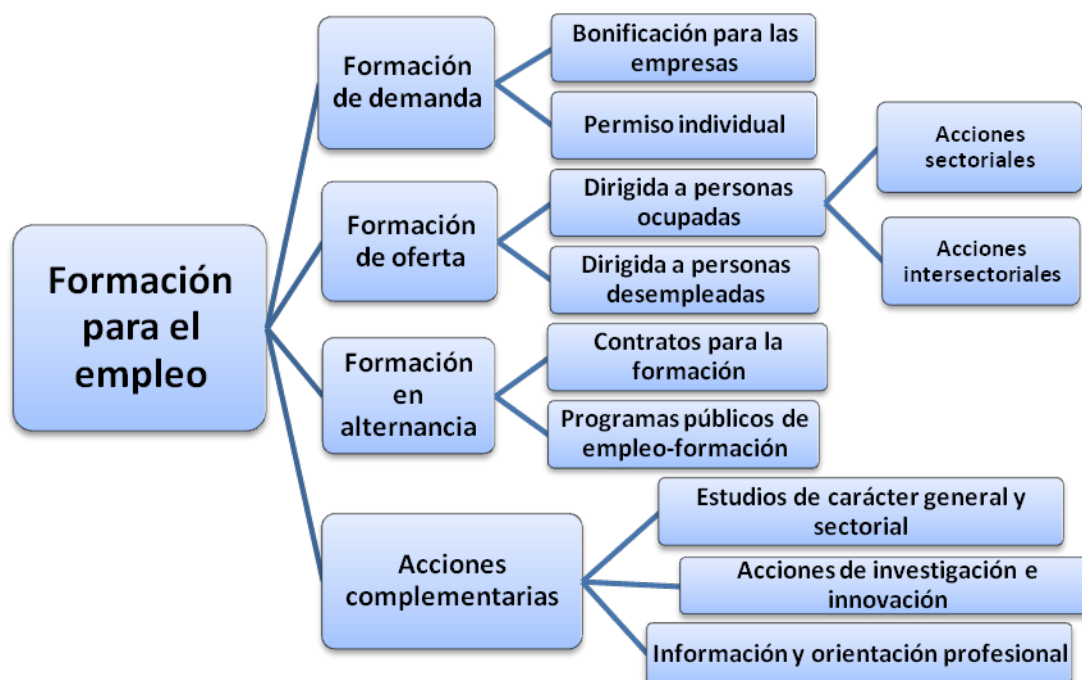 Formación
para el
empleo
Formación
de demanda
Bonificación para las
empresas
Permiso individual
Formación
de oferta
Dirigida a personas
ocupadas
Acciones
sectoriales
Acciones
intersectoriales
Dirigida a personas
desempleadas
Formación
en
alternancia
Contratos para la
formación
Programas públicos de
empleo-formación
Acciones
complementarias
Estudios de carácter general y
sectorial
Acciones de investigación e
innovación
Información y orientación profesional